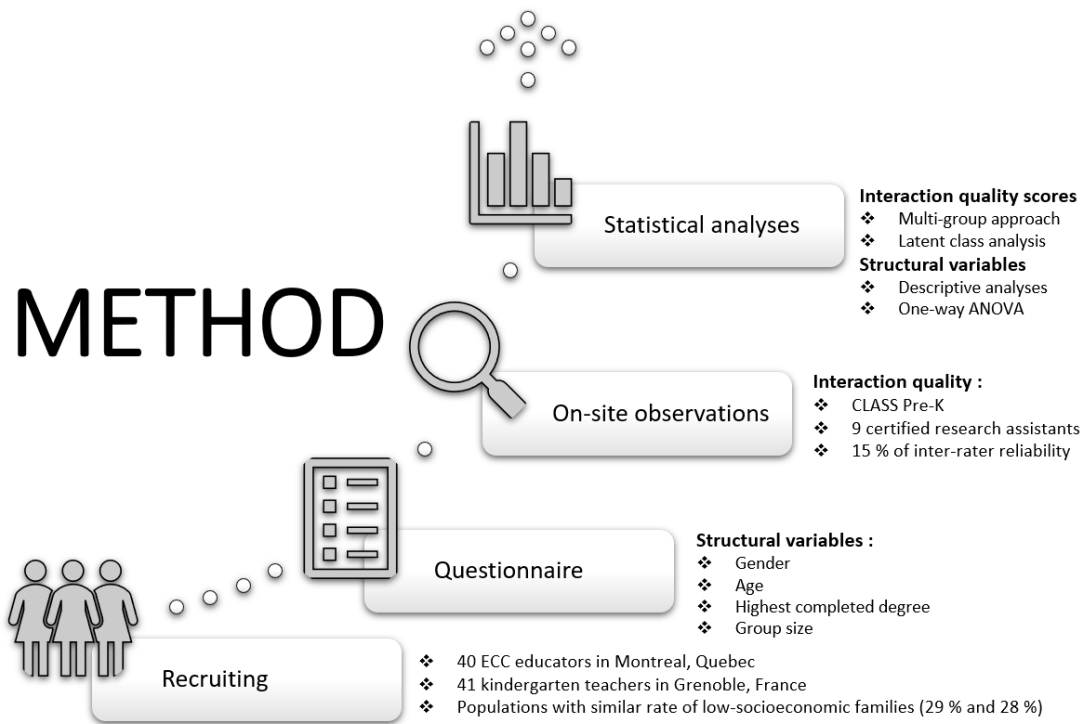 METHOD
Statistical analyses
Interaction quality scores
❖ Multi-group approach
❖ Latent class analysis
Structural variables
❖ Descriptive analyses
❖ One-way ANOVA
On-site observations
Interaction quality :
❖ CLASS Pre-K
❖ 9 certified research assistants
❖ 15 % of inter-rater reliability
Questionnaire
Structural variables :
❖ Gender
❖ Age
❖ Highest completed degree
❖ Group size
Recruiting
❖ 40 ECC educators in Montreal, Quebec
❖ 41 kindergarten teachers in Grenoble, France
❖ Populations with similar rate of low-socioeconomic families (29 % and 28 %)